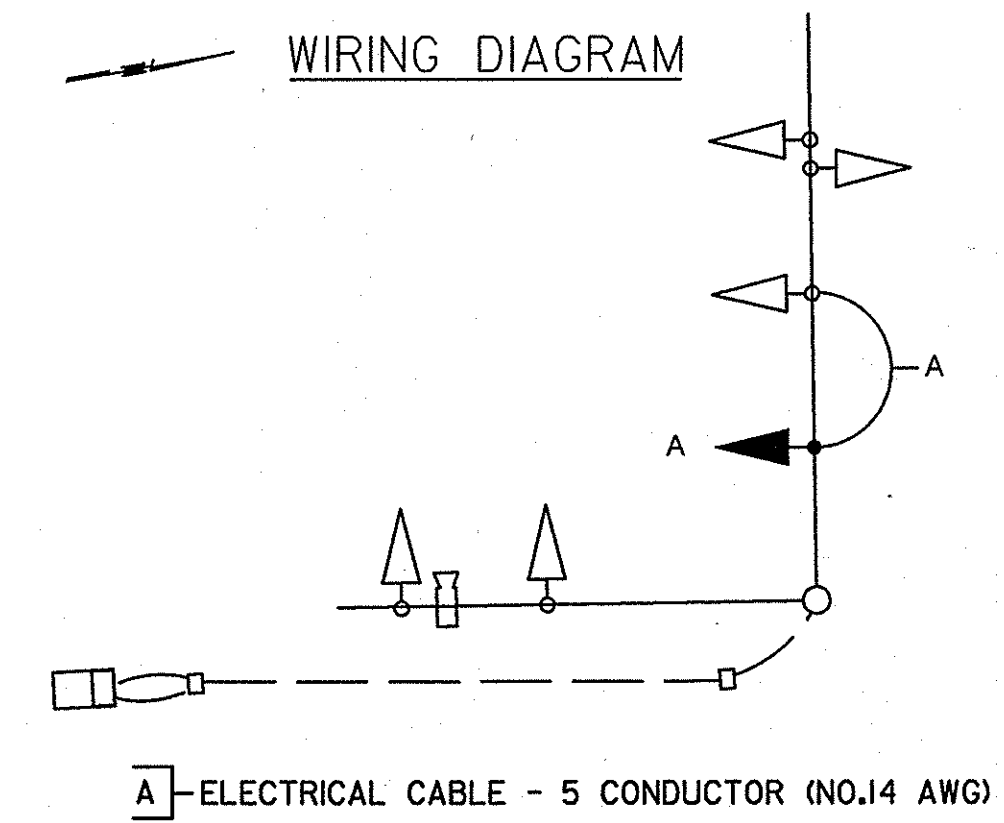 WIRING DIAGRAM
A
A
A - ELECTRICAL CABLE - 5 CONDUCTOR (NO.14 AWG)